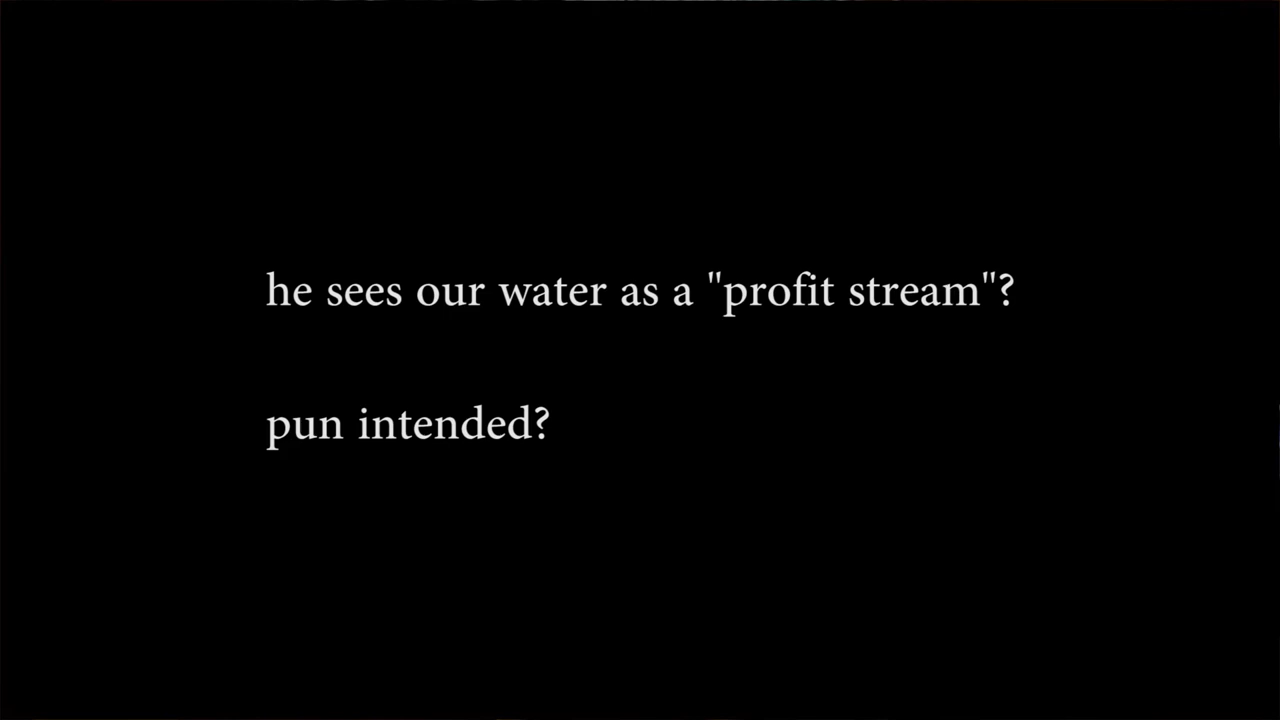 he sees our water as a "profit stream"?
pun intended?